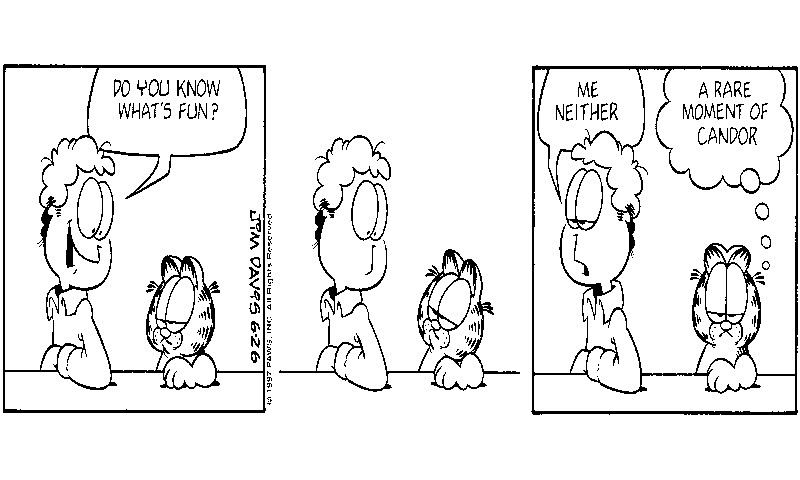 DO YOU KNOW
WHAT'S FUN?
JIM DAVIS 6-26
© 1997 PAWS, INC. All Rights Reserved
ME
NEITHER
A RARE
MOMENT OF
CANDOR